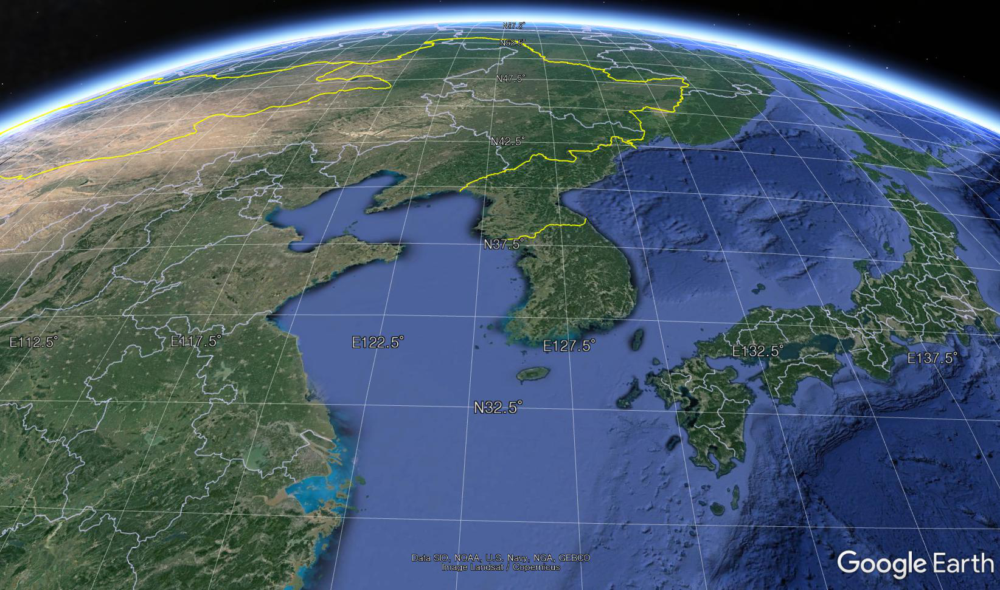 N57.5°
N52.5°
N47.5°
N42.5°
N37.5°
E112.5°
E117.5°
E122.5°
E127.5°
E132.5°
E137.5°
N32.5°
Data SIO, NOAA, U.S. Navy, NGA, GEBCO
Image Landsat / Copernicus
Google Earth